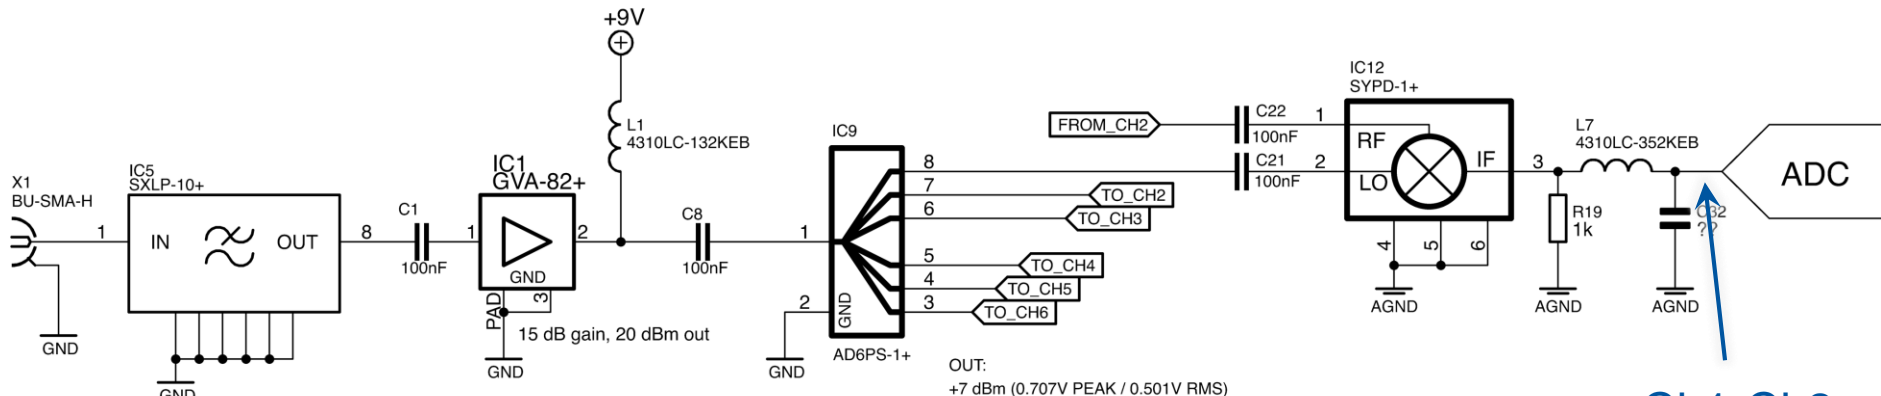 +9V
L1
4310LC-132KEB
X1
BU-SMA-H
IC5
SXLP-10+
1
IN
OUT
8
C1
100nF
IC1
GVA-82+
1
2
GND
PAD
3
15 dB gain, 20 dBm out
GND
GND
GND
C8
100nF
IC9
1
2
GND
8
7
6
5
4
3
AD6PS-1+
GND
TO_CH2
TO_CH3
TO_CH4
TO_CH5
TO_CH6
OUT:
+7 dBm (0.707V PEAK / 0.501V RMS)
FROM_CH2
C22
100nF
C21
100nF
1
2
IC12
SYPD-1+
RF
LO
IF
3
4
5
6
AGND
R19
1k
AGND
L7
4310LC-352KEB
C32
??
AGND
ADC